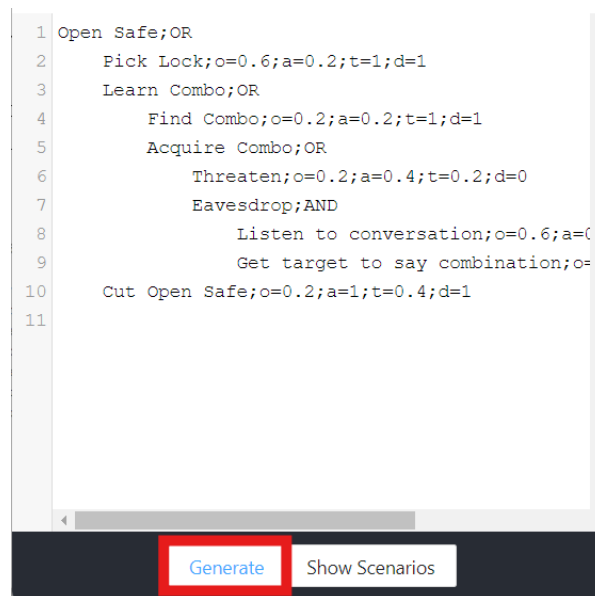 1 Open Safe;OR
2     Pick Lock;o=0.6;a=0.2;t=1;d=1
3     Learn Combo;OR
4         Find Combo;o=0.2;a=0.2;t=1;d=1
5         Acquire Combo;OR
6             Threaten;o=0.2;a=0.4;t=0.2;d=0
7             Eavesdrop;AND
8                 Listen to conversation;o=0.6;a=0
9                 Get target to say combination;o=
10     Cut Open Safe;o=0.2;a=1;t=0.4;d=1
11
Generate Show Scenarios